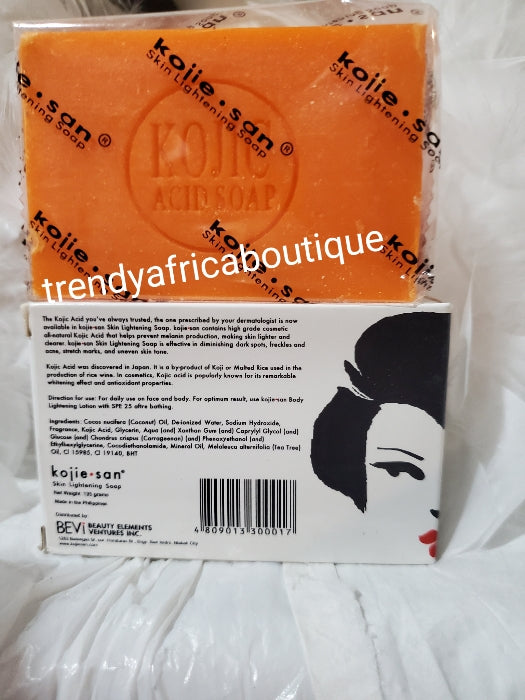 kojie•san®
Skin Lightening Soap
kojie•san®
Skin Lightening Soap
KOJIC
ACID SOAP
kojie•san
Skin Lightening
kojie•san
Skin Lightening Soap
trendyafricaboutique
The Kojic Acid you've always trusted, the one prescribed by your dermatologist is now
available in kojie-san Skin Lightening Soap. kojie-san contains high grade cosmetic
all-natural Kojic Acid that helps prevent melanin production, making skin lighter and
clearer. kojie-san Skin Lightening Soap is effective in diminishing dark spots, freckles and
acne, stretch marks, and uneven skin tone.
Kojic Acid was discovered in Japan. It is a by-product of Koji or Malted Rice used in the
production of rice wine. In cosmetics, Kojic acid is popularly known for its remarkable
whitening effect and antioxidant properties.
Direction for use: For daily use on face and body. For optimum result, use kojie-san Body
Lightening Lotion with SPF 25 after bathing.
Ingredients: Cocos nucifera (Coconut) Oil, De-ionized Water, Sodium Hydroxide,
Fragrance, Kojic Acid, Glycerin, Aqua (and) Xanthan Gum (and) Caprylyl Glycol (and)
Glucose (and) Chondrus crispus (Carrageenan) (and) Phenoxyethanol (and)
Ethylhexylglycerine, Cocodiethanolamide, Mineral Oil, Melaleuca alternifolia (Tea Tree)
Oil, CI 15985, CI 19140, BHT
kojie•san®
Skin Lightening Soap
Net Weight: 135 grams
Made in the Philippines
Distributed by:
BEVi BEAUTY ELEMENTS
VENTURES INC.
4 809013 300017